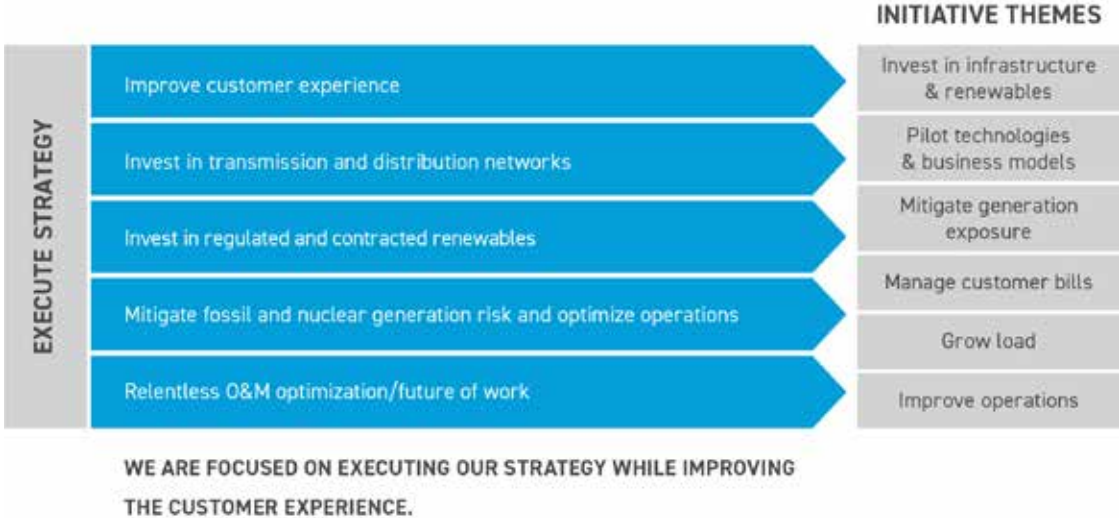 INITIATIVE THEMES
EXECUTE STRATEGY
Improve customer experience
Invest in transmission and distribution networks
Invest in regulated and contracted renewables
Mitigate fossil and nuclear generation risk and optimize operations
Relentless O&M optimization/future of work
Invest in infrastructure
& renewables
Pilot technologies
& business models
Mitigate generation
exposure
Manage customer bills
Grow load
Improve operations
WE ARE FOCUSED ON EXECUTING OUR STRATEGY WHILE IMPROVING
THE CUSTOMER EXPERIENCE.